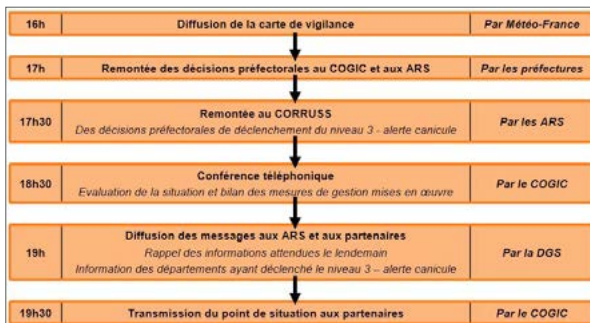 16h Diffusion de la carte de vigilance Par Météo-France
17h Remontée des décisions préfectorales au COGIC et aux ARS Par les préfectures
17h30 Remontée au CORRUSS Par les ARS
Des décisions préfectorales de déclenchement du niveau 3 - alerte canicule
18h30 Conférence téléphonique Par le COGIC
Evaluation de la situation et bilan des mesures de gestion mises en œuvre
Diffusion des messages aux ARS et aux partenaires
19h Rappel des informations attendues le lendemain Par la DGS
Information des départements ayant déclenché le niveau 3 – alerte canicule
19h30 Transmission du point de situation aux partenaires Par le COGIC